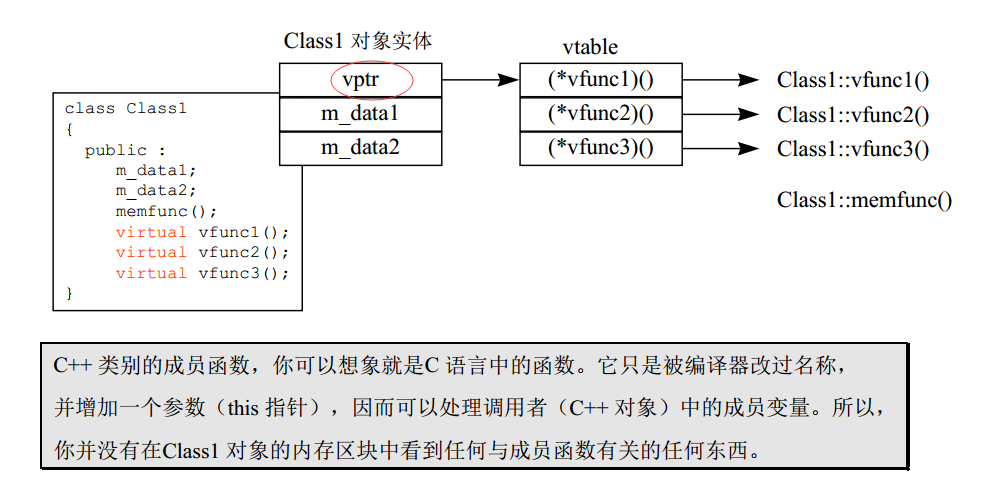 Class1 对象实体
vtable
vptr
(*vfunc1)()
Class1::vfunc1()
class Class1
m_data1
(*vfunc2)()
Class1::vfunc2()
{
m_data2
(*vfunc3)()
Class1::vfunc3()
public :
m_data1;
m_data2;
memfunc();
Class1::memfunc()
virtual vfunc1();
virtual vfunc2();
virtual vfunc3();
}
C++ 类别的成员函数，你可以想象就是C 语言中的函数。它只是被编译器改过名称，
并增加一个参数（this 指针），因而可以处理调用者（C++ 对象）中的成员变量。所以，
你并没有在Class1 对象的内存区块中看到任何与成员函数有关的任何东西。